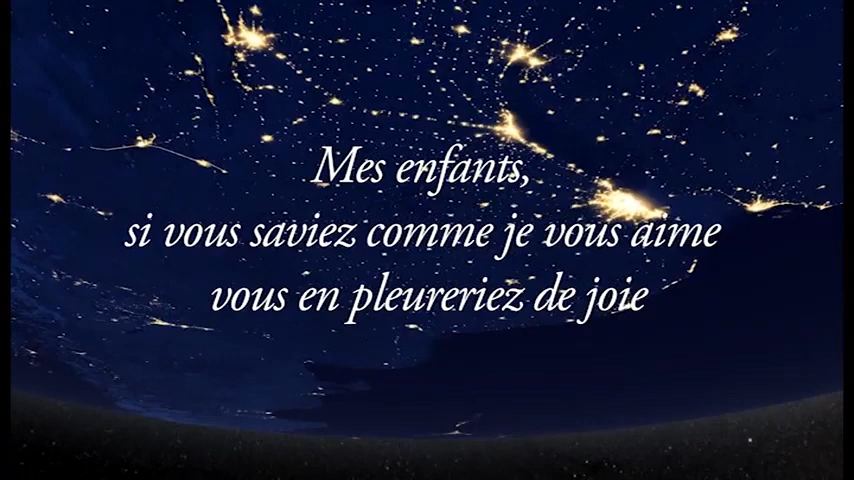 Mes enfants,
si vous saviez comme je vous aime
vous en pleureriez de joie